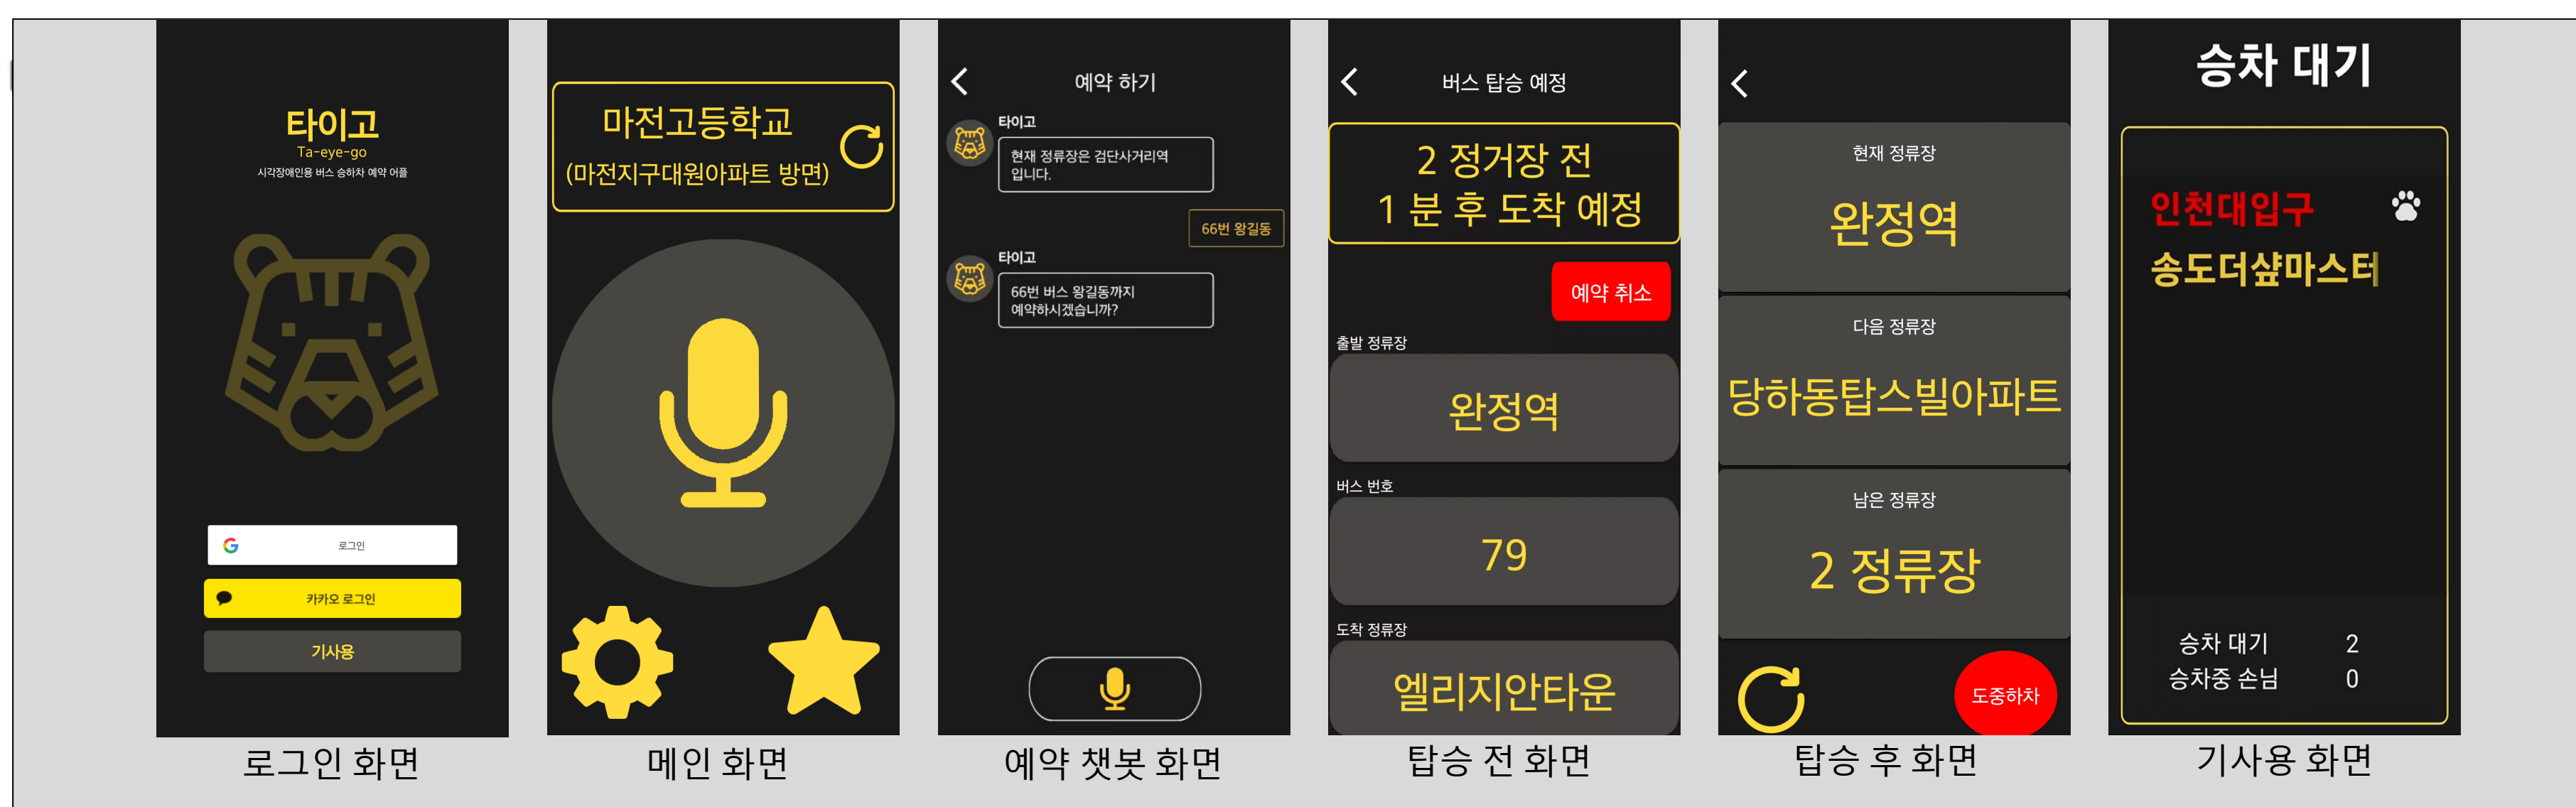 타이고
Ta-eye-go
시각장애인용 버스 승하차 예약 어플
로그인
카카오 로그인
기사용
로그인 화면
마전고등학교
(마전지구대원아파트 방면)
메인 화면
예약 하기
타이고
현재 정류장은 검단사거리역
입니다.
66번 왕길동
타이고
66번 버스 왕길동까지
예약하시겠습니까?
예약 챗봇 화면
버스 탑승 예정
2 정거장 전
1 분 후 도착 예정
예약 취소
출발 정류장
완정역
버스 번호
79
도착 정류장
엘리지안타운
탑승 전 화면
현재 정류장
완정역
다음 정류장
당하동탑스빌아파트
남은 정류장
2 정류장
도중하차
탑승 후 화면
승차 대기
인천대입구
송도더샾마스터
승차 대기 2
승차중 손님 0
기사용 화면